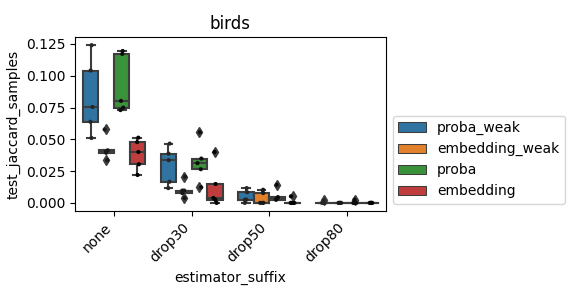 birds
test_jaccard_samples
0.125
0.100
0.075
0.050
0.025
0.000
none
drop30
drop50
drop80
estimator_suffix
proba_weak
embedding_weak
proba
embedding